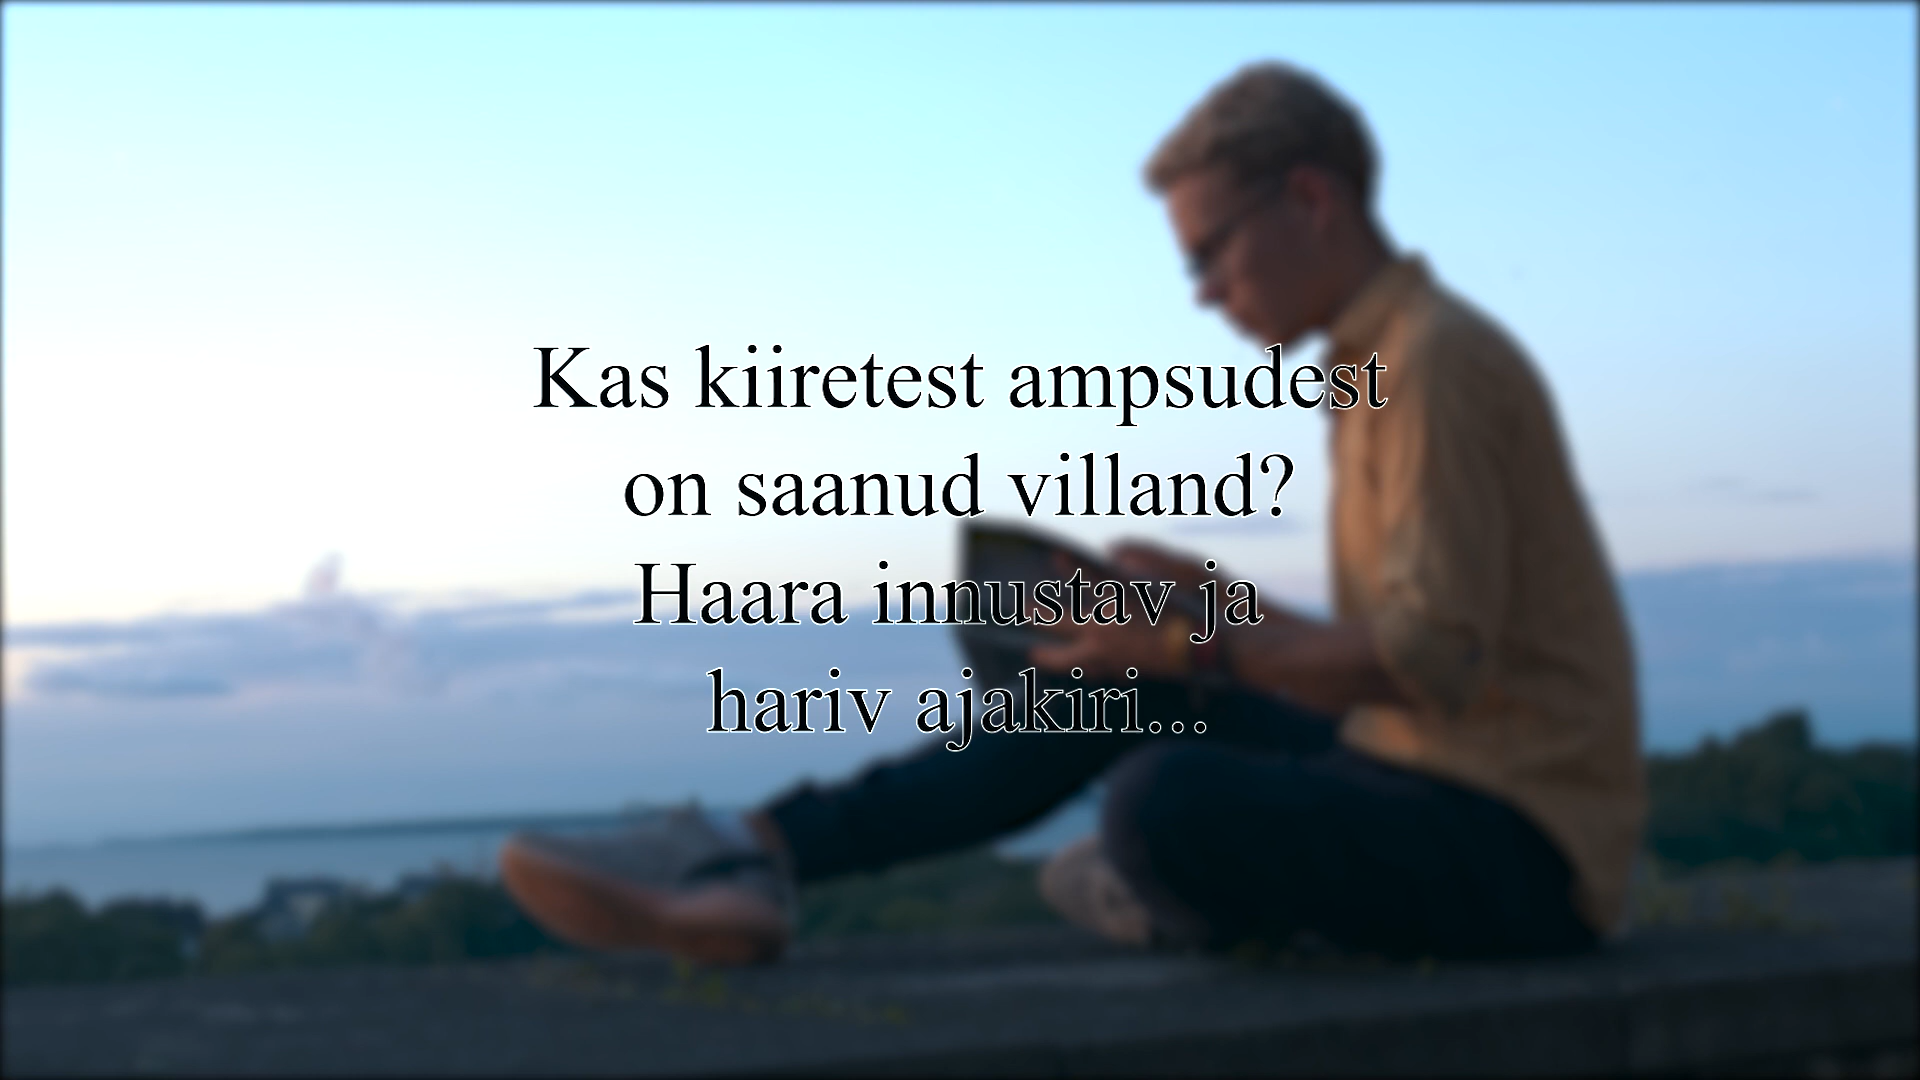 Kas kiiretest ampsudest
on saanud villand?
Haara innustav ja
hariv ajakiri...